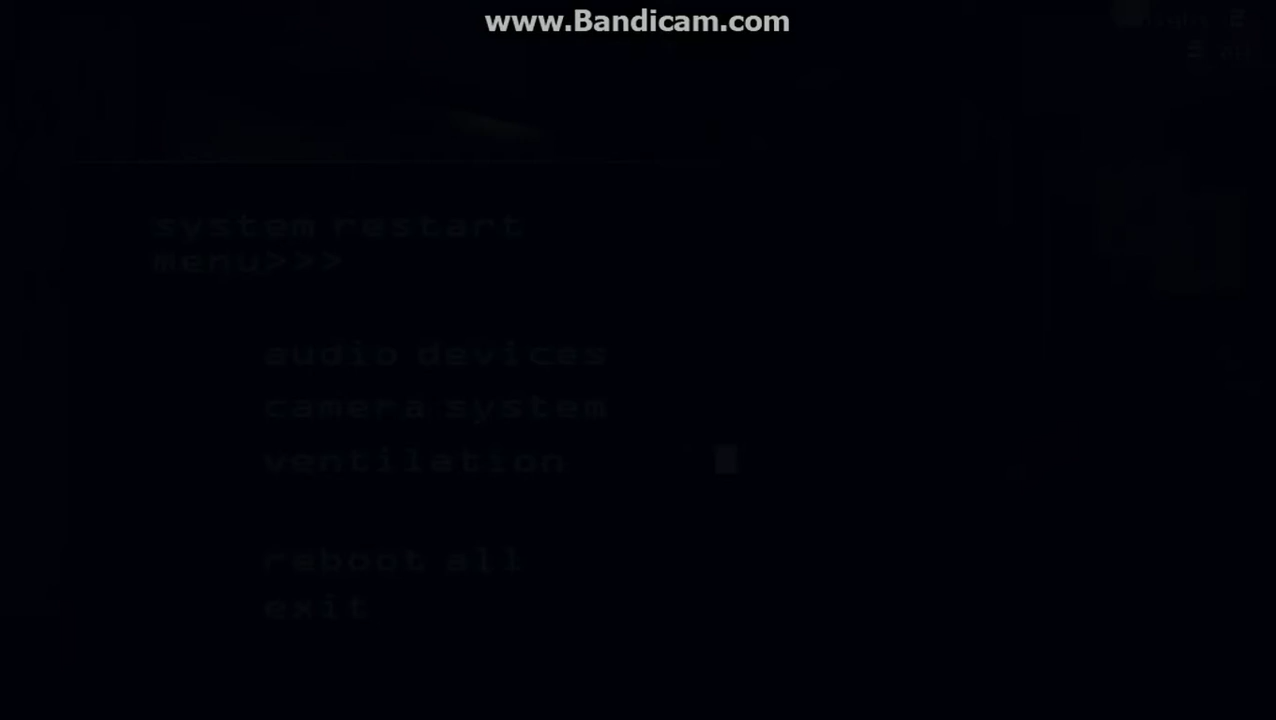 www.Bandicam.com
system restart
menu>>>
audio devices
camera system
ventilation
reboot all
exit